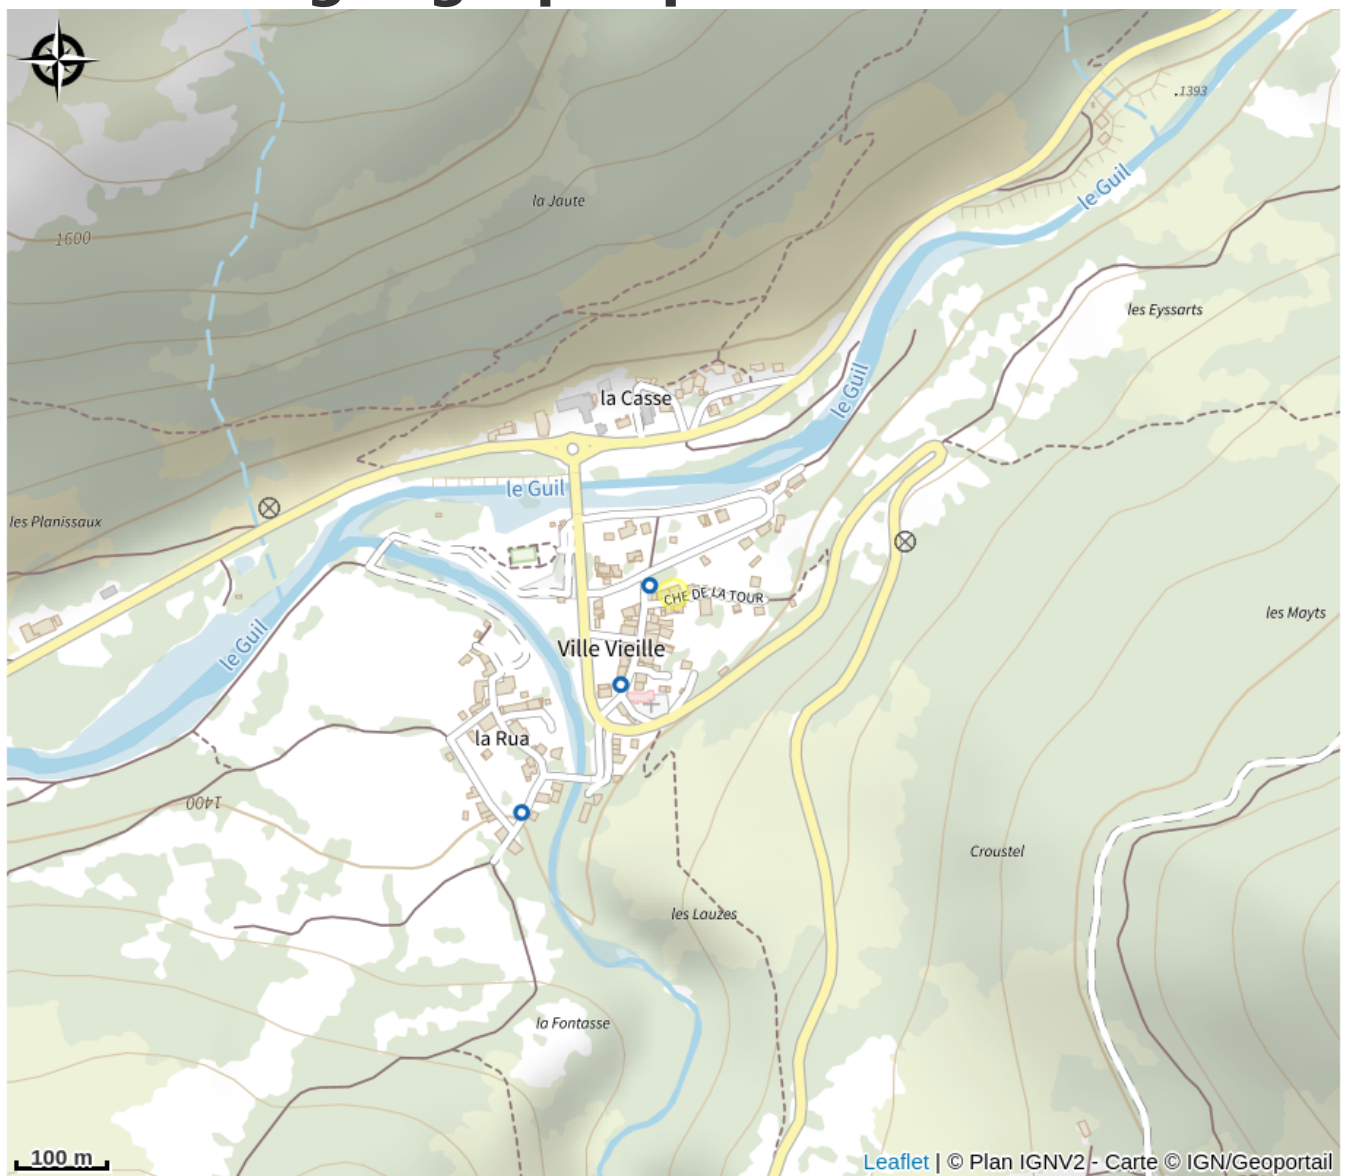 .1393
le Guil
la Jaute
1600
les Eyssarts
la Casse
le Guil
le Guil
les Planissaux
CHE DE LA TOUR
les Mayts
le Guil
Ville Vieille
la Rua
1400
Croustel
les Lauzes
la Fontasse
100 m
Leaflet | © Plan IGNV2 - Carte © IGN/Geoportail